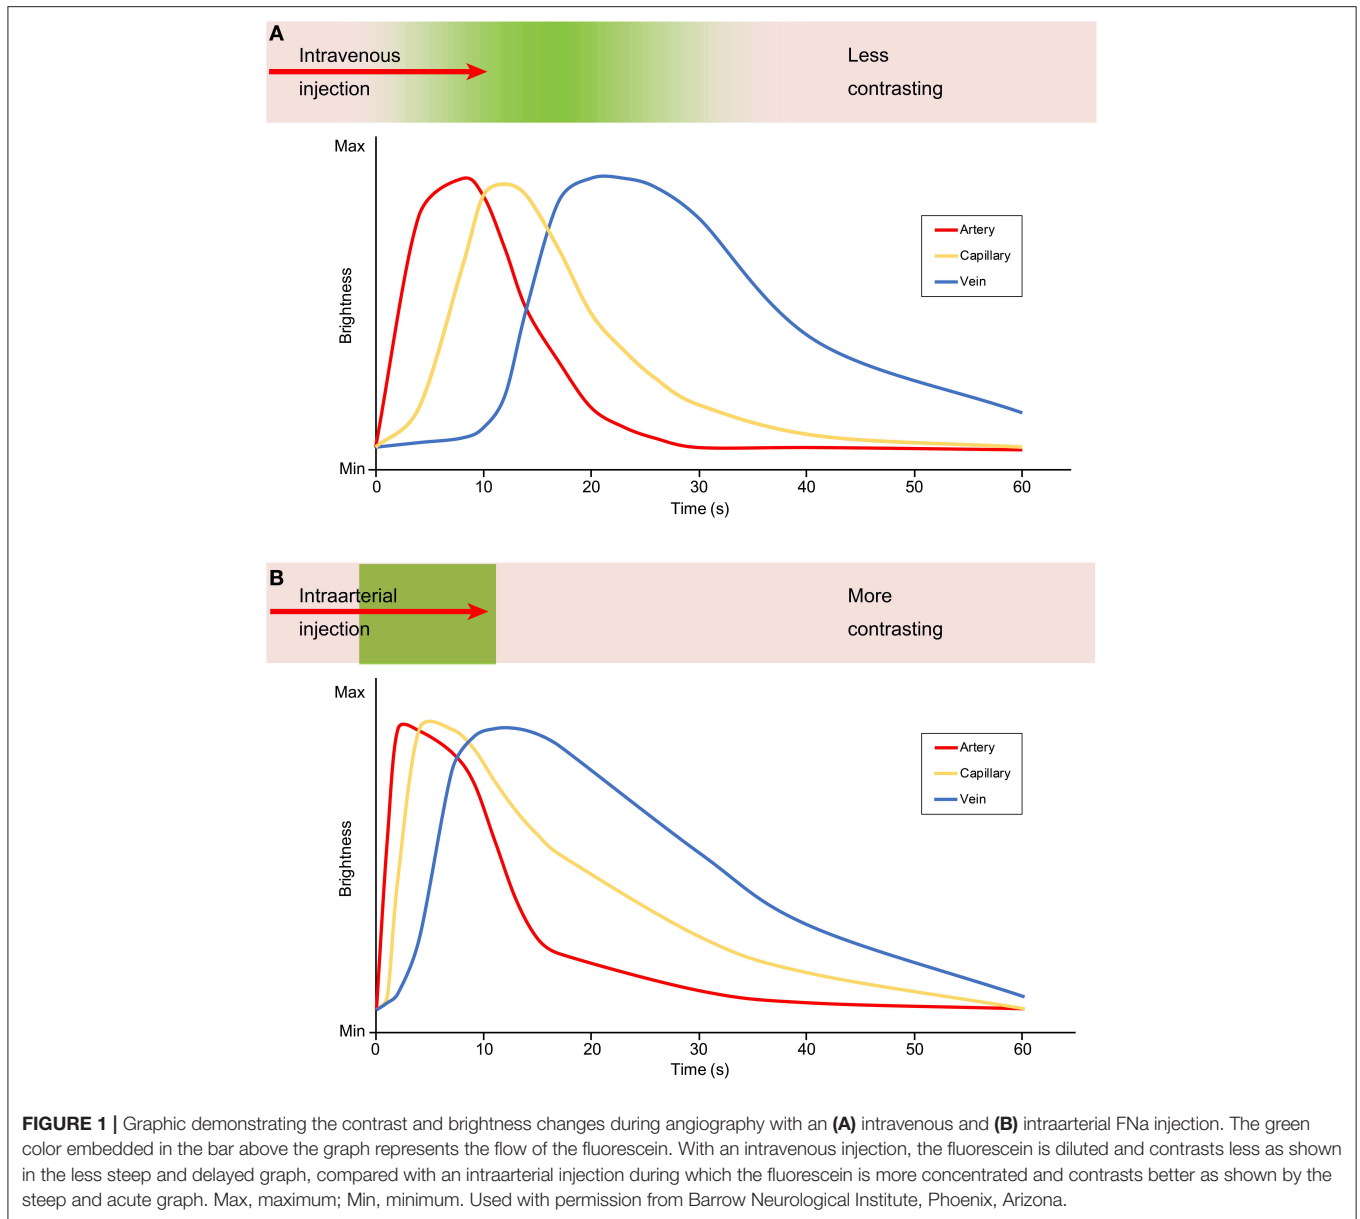 A
Intravenous
injection
Less
contrasting
Max
Brightness
Min
Artery
Capillary
Vein
0 10 20 30 40 50 60
Time (s)
B
Intraarterial
injection
More
contrasting
Max
Brightness
Min
Artery
Capillary
Vein
0 10 20 30 40 50 60
Time (s)
FIGURE 1 | Graphic demonstrating the contrast and brightness changes during angiography with an (A) intravenous and (B) intraarterial FNa injection. The green
color embedded in the bar above the graph represents the flow of the fluorescein. With an intravenous injection, the fluorescein is diluted and contrasts less as shown
in the less steep and delayed graph, compared with an intraarterial injection during which the fluorescein is more concentrated and contrasts better as shown by the
steep and acute graph. Max, maximum; Min, minimum. Used with permission from Barrow Neurological Institute, Phoenix, Arizona.